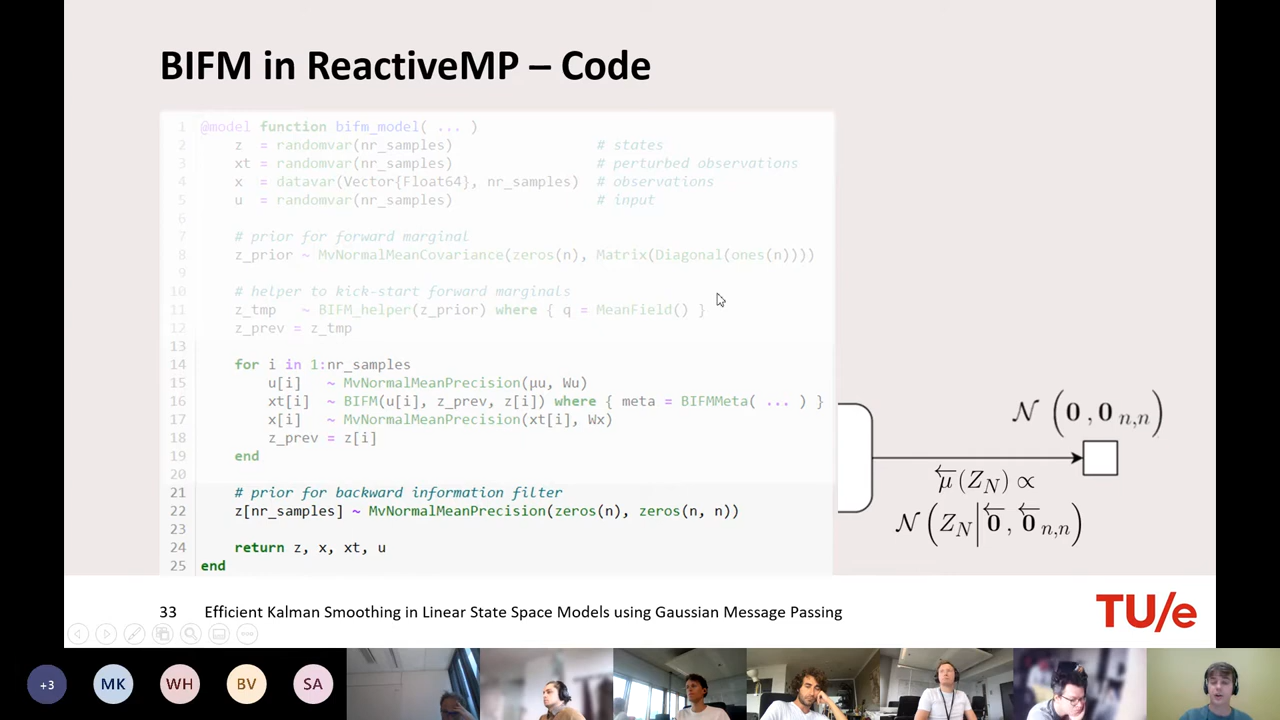 BIFM in ReactiveMP – Code
1 @model function bifm_model( ... )
2 z = randomvar(nr_samples) # states
3 xt = randomvar(nr_samples) # perturbed observations
4 x = datavar(Vector{Float64}, nr_samples) # observations
5 u = randomvar(nr_samples) # input
6
7 # prior for forward marginal
8 z_prior ~ MvNormalMeanCovariance(zeros(n), Matrix(Diagonal(ones(n))))
9
10 # helper to kick-start forward marginals
11 z_tmp ~ BIFM_helper(z_prior) where { q = MeanField() }
12 z_prev = z_tmp
13
14 for i in 1:nr_samples
15 u[i] ~ MvNormalMeanPrecision(μu, Wu)
16 xt[i] ~ BIFM(u[i], z_prev, z[i]) where { meta = BIFMMeta( ... ) }
17 x[i] ~ MvNormalMeanPrecision(xt[i], Wx)
18 z_prev = z[i]
19 end
20
21 # prior for backward information filter
22 z[nr_samples] ~ MvNormalMeanPrecision(zeros(n), zeros(n, n))
23
24 return z, x, xt, u
25 end
𝒩 (𝟎 , 𝟎 n,n)
μ⃖(Z_N) ∝
𝒩 (Z_N | 𝟎⃖ , 𝟎⃖ n,n)
33 Efficient Kalman Smoothing in Linear State Space Models using Gaussian Message Passing
TU/e
+3 MK WH BV SA